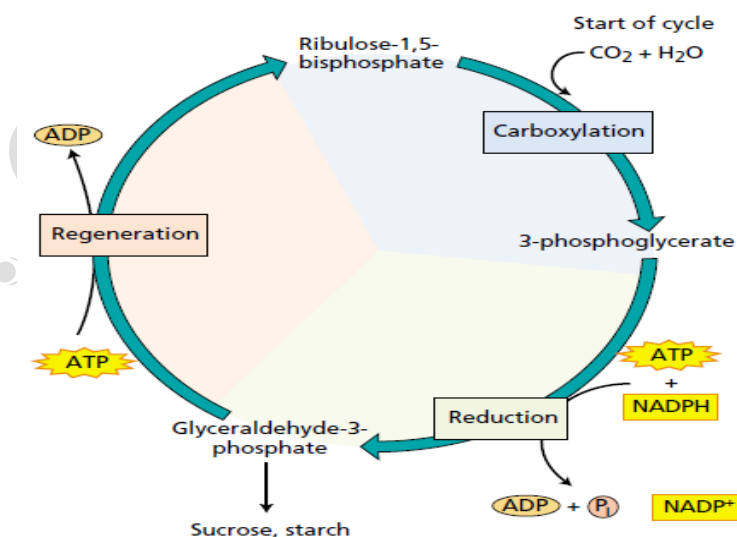 Start of cycle
CO2 + H2O
Ribulose-1,5-
bisphosphate
Carboxylation
3-phosphoglycerate
ATP
+
NADPH
Reduction
ADP + Pi
NADP+
Glyceraldehyde-3-
phosphate
Sucrose, starch
ATP
Regeneration
ADP